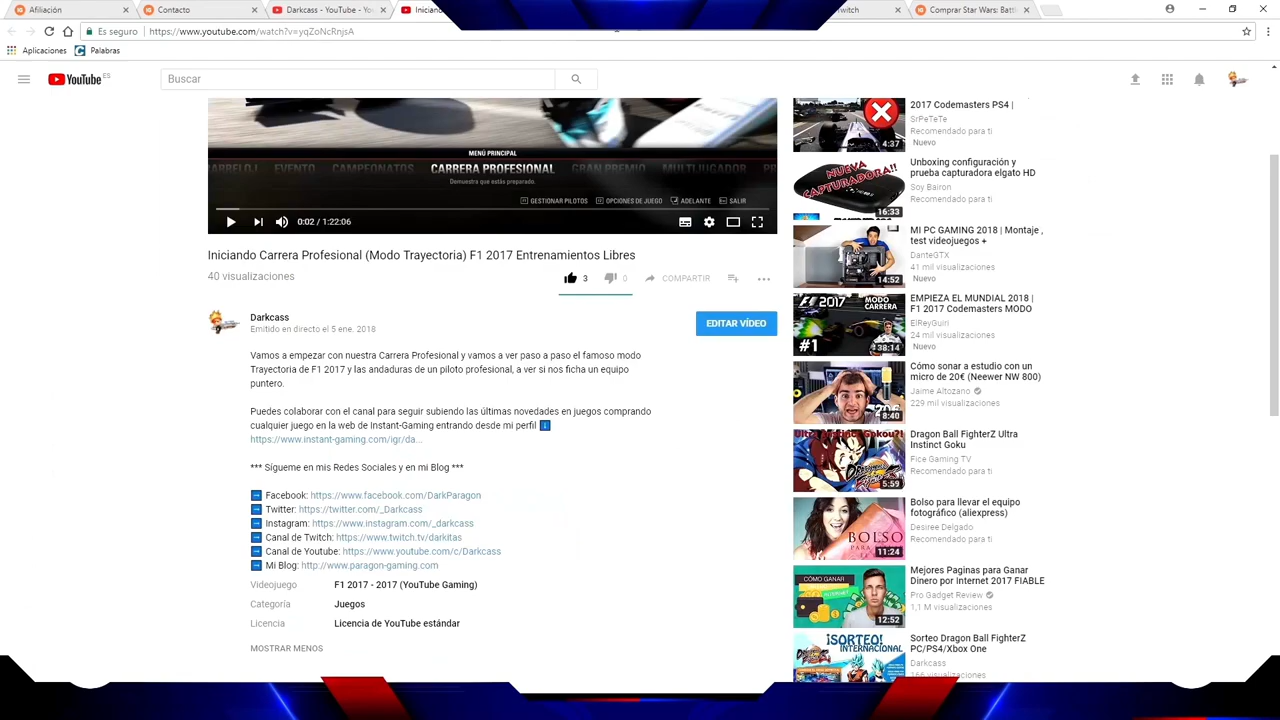 Afiliación
Contacto
Darkcass - YouTube - Yo
Iniciand
witch
Comprar Star Wars: Battl
Es seguro
https://www.youtube.com/watch?v=yqZoNcRnjsA
Aplicaciones
Palabras
YouTube ES
Buscar
MENÚ PRINCIPAL
EVENTO
CAMPEONATOS
CARRERA PROFESIONAL
GRAN PREMIO
MULTIJUGADOR
Demuestra que estás preparado.
GESTIONAR PILOTOS
OPCIONES DE JUEGO
ADELANTE
SALIR
0:02 / 1:22:06
Iniciando Carrera Profesional (Modo Trayectoria) F1 2017 Entrenamientos Libres
40 visualizaciones
3
0
COMPARTIR
Darkcass
Emitido en directo el 5 ene. 2018
EDITAR VÍDEO
Vamos a empezar con nuestra Carrera Profesional y vamos a ver paso a paso el famoso modo
Trayectoria de F1 2017 y las andaduras de un piloto profesional, a ver si nos ficha un equipo
puntero.
Puedes colaborar con el canal para seguir subiendo las últimas novedades en juegos comprando
cualquier juego en la web de Instant-Gaming entrando desde mi perfil
https://www.instant-gaming.com/igr/da...
*** Sígueme en mis Redes Sociales y en mi Blog ***
Facebook: https://www.facebook.com/DarkParagon
Twitter: https://twitter.com/_Darkcass
Instagram: https://www.instagram.com/_darkcass
Canal de Twitch: https://www.twitch.tv/darkitas
Canal de Youtube: https://www.youtube.com/c/Darkcass
Mi Blog: http://www.paragon-gaming.com
Videojuego F1 2017 - 2017 (YouTube Gaming)
Categoría Juegos
Licencia Licencia de YouTube estándar
MOSTRAR MENOS
2017 Codemasters PS4 |
SrPeTeTe
Recomendado para ti
Nuevo
4:37
NUEVA
CAPTURADORA!!
16:33
Unboxing configuración y
prueba capturadora elgato HD
Soy Bairon
Recomendado para ti
14:52
MI PC GAMING 2018 | Montaje ,
test videojuegos +
DanteGTX
41 mil visualizaciones
Nuevo
F1 2017
MODO
CARRERA
#1
38:14
EMPIEZA EL MUNDIAL 2018 |
F1 2017 Codemasters MODO
ElReyGuiri
24 mil visualizaciones
Nuevo
8:40
Cómo sonar a estudio con un
micro de 20€ (Neewer NW 800)
Jaime Altozano
229 mil visualizaciones
5:59
Dragon Ball FighterZ Ultra
Instinct Goku
Fice Gaming TV
Recomendado para ti
BOLSO
11:24
Bolso para llevar el equipo
fotográfico (aliexpress)
Desiree Delgado
Recomendado para ti
CÓMO GANAR
12:52
Mejores Paginas para Ganar
Dinero por Internet 2017 FIABLE
Pro Gadget Review
1,1 M visualizaciones
¡SORTEO!
INTERNACIONAL
Sorteo Dragon Ball FighterZ
PC/PS4/Xbox One
Darkcass
166 visualizaciones